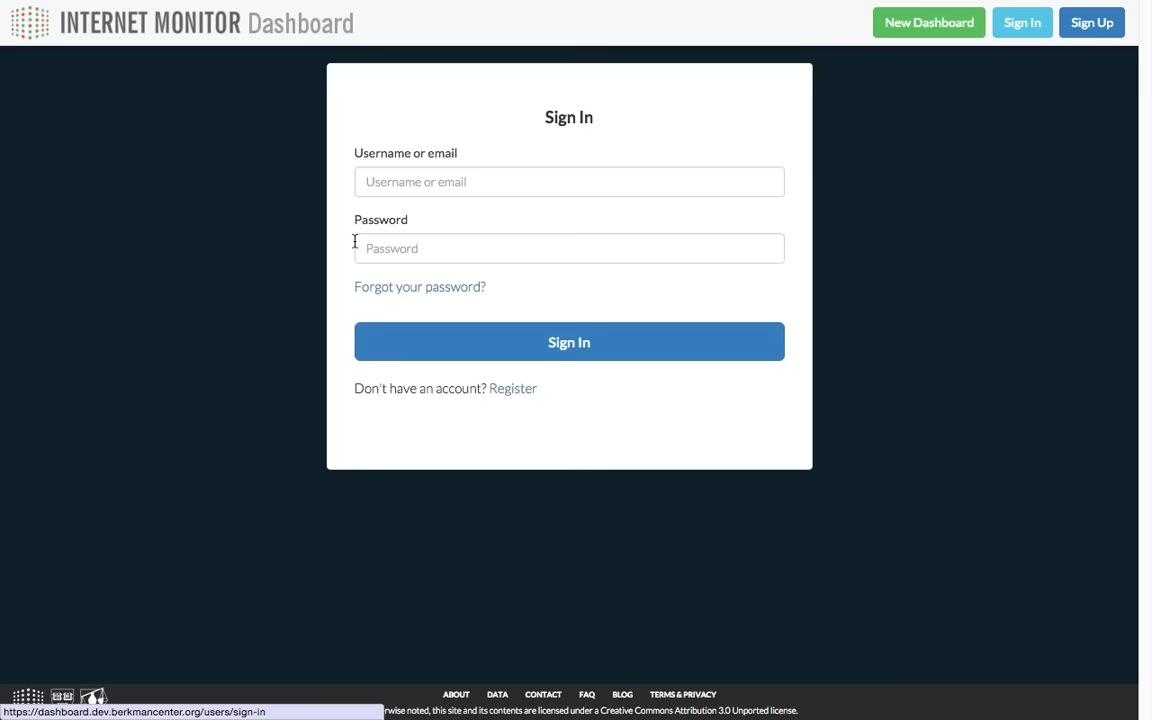 INTERNET MONITOR Dashboard
New Dashboard
Sign In
Sign Up
Sign In
Username or email
Username or email
Password
Password
Forgot your password?
Sign In
Don't have an account? Register
ABOUT DATA CONTACT FAQ BLOG TERMS & PRIVACY
noted, this site and its contents are licensed under a Creative Commons Attribution 3.0 Unported license.
https://dashboard.dev.berkmancenter.org/users/sign-in